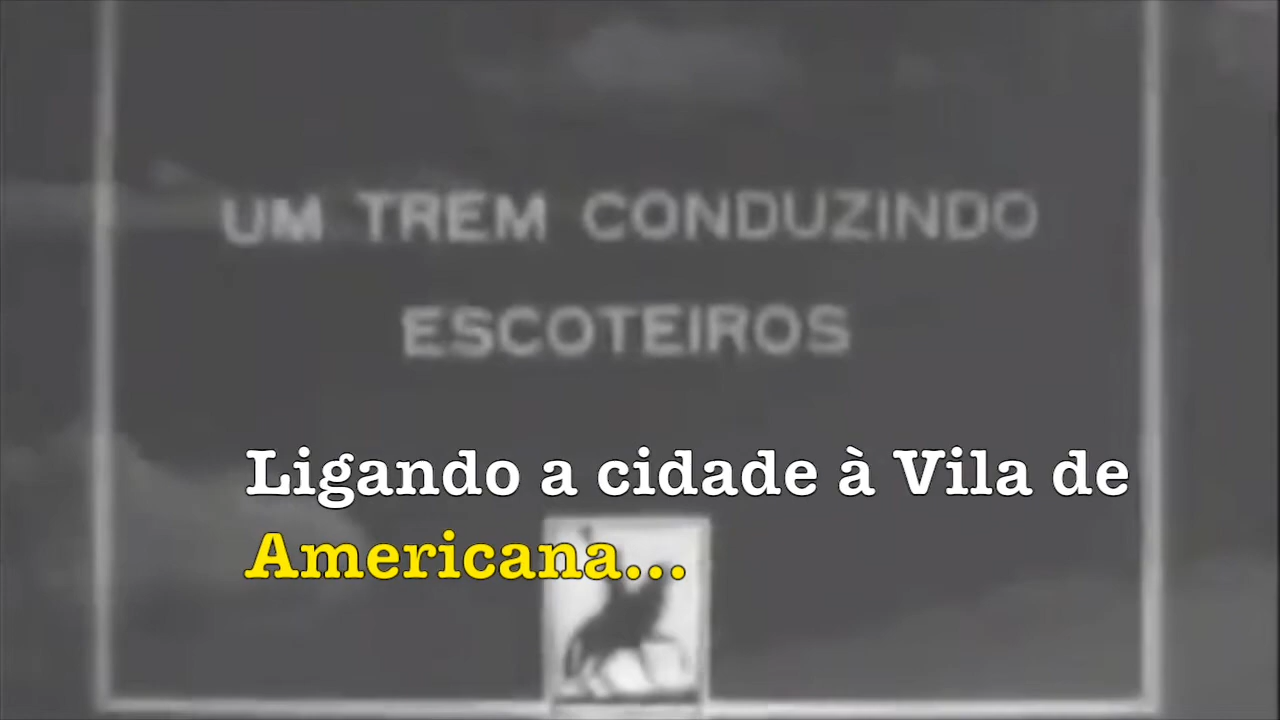 UM TREM CONDUZINDO
ESCOTEIROS
Ligando a cidade à Vila de
Americana...